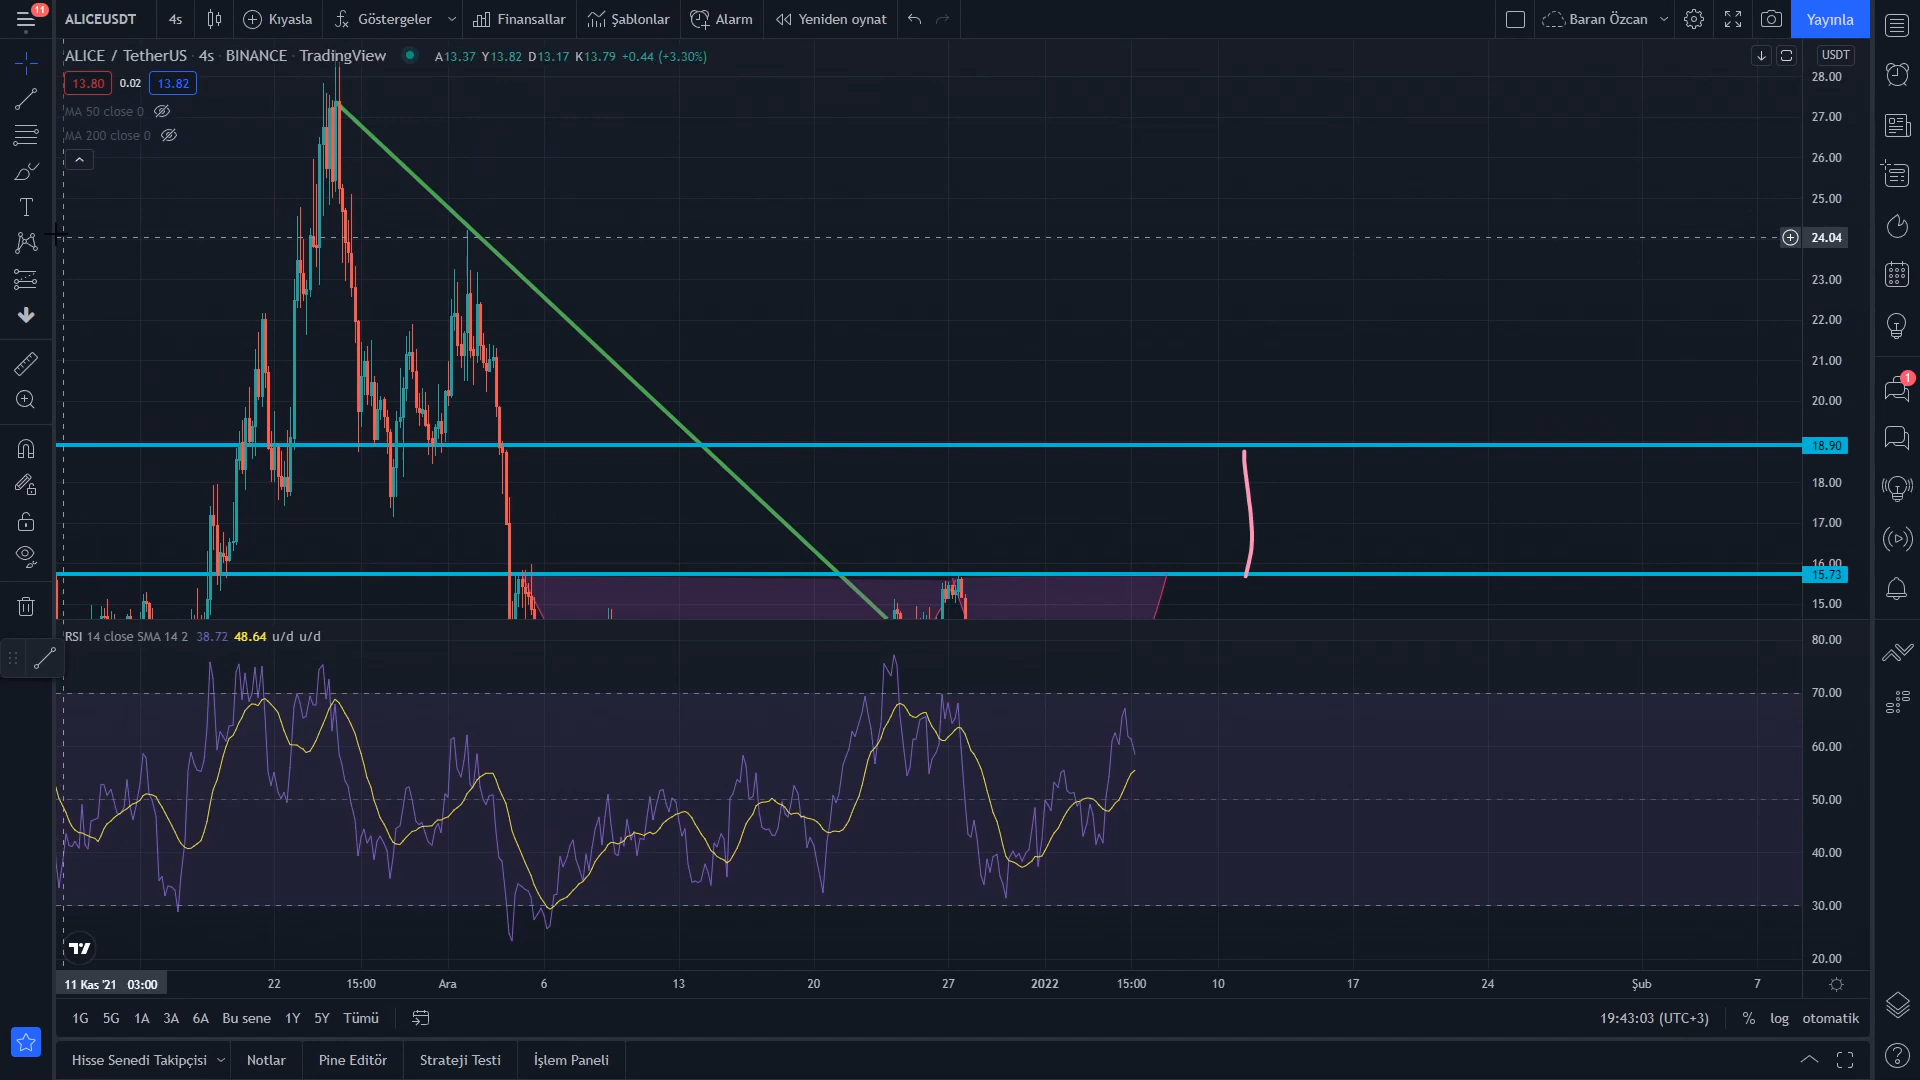 11
ALICEUSDT 4s Kıyasla Göstergeler Finansallar Şablonlar Alarm Yeniden oynat Baran Özcan Yayınla
ALICE / TetherUS · 4s · BINANCE · TradingView A13.37 Y13.82 D13.17 K13.79 +0.44 (+3.30%) USDT
13.80 0.02 13.82
MA 50 close 0
MA 200 close 0
28.00
27.00
26.00
25.00
24.04
23.00
22.00
21.00
20.00
18.90
18.00
17.00
16.00
15.73
15.00
1
RSI 14 close SMA 14 2 38.72 48.64 u/d u/d
80.00
70.00
60.00
50.00
40.00
30.00
20.00
11 Kas '21 03:00 22 15:00 Ara 6 13 20 27 2022 15:00 10 17 24 Şub 7
1G 5G 1A 3A 6A Bu sene 1Y 5Y Tümü 19:43:03 (UTC+3) % log otomatik
Hisse Senedi Takipçisi Notlar Pine Editör Strateji Testi İşlem Paneli